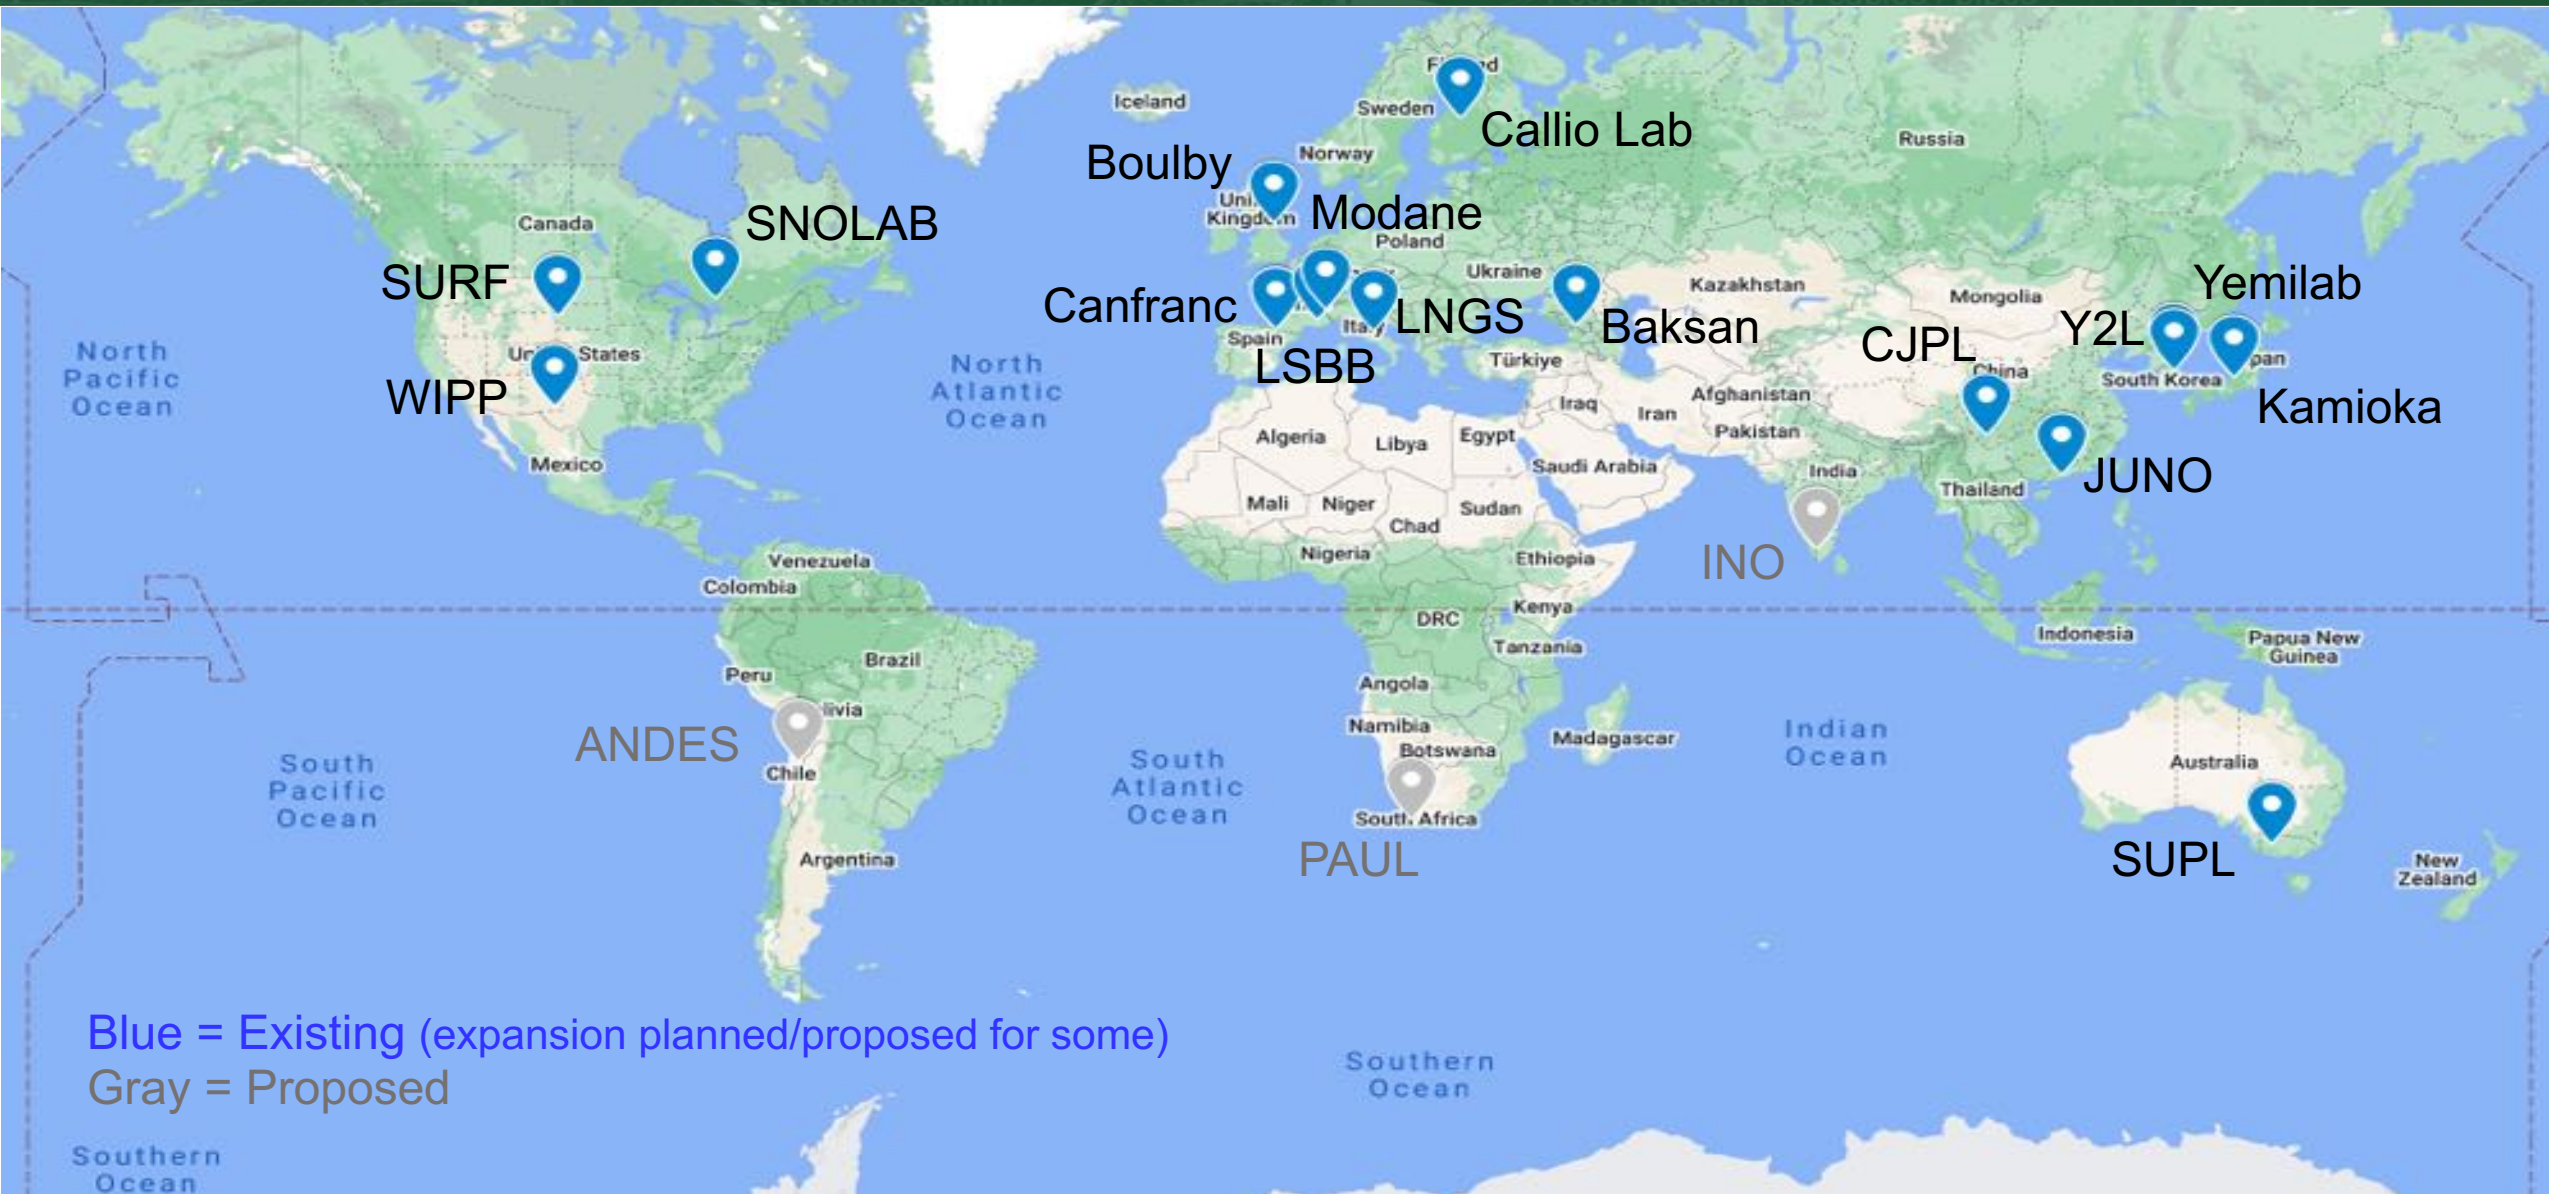 Iceland
Sweden
Callio Lab
Russia
Boulby
Norway
Kingdom
Modane
SNOLAB
Canada
Poland
SURF
Ukraine
Kazakhstan
Mongolia
Yemilab
Canfranc
LNGS
Baksan
Spain
Italy
Türkiye
CJPL
Y2L
China
South Korea
Kamioka
States
WIPP
LSBB
North
Pacific
Ocean
North
Atlantic
Ocean
Iraq
Iran
Afghanistan
Pakistan
Algeria
Libya
Egypt
Saudi Arabia
India
Mexico
JUNO
Thailand
Mali
Niger
Chad
Sudan
Nigeria
Ethiopia
INO
Venezuela
Colombia
DRC
Kenya
Tanzania
Indonesia
Papua New
Guinea
Brazil
Peru
Angola
ANDES
Namibia
Botswana
Madagascar
Indian
Ocean
Australia
Chile
South
Pacific
Ocean
South
Atlantic
Ocean
South Africa
PAUL
SUPL
Argentina
New
Zealand
Blue = Existing (expansion planned/proposed for some)
Gray = Proposed
Southern
Ocean
Southern
Ocean